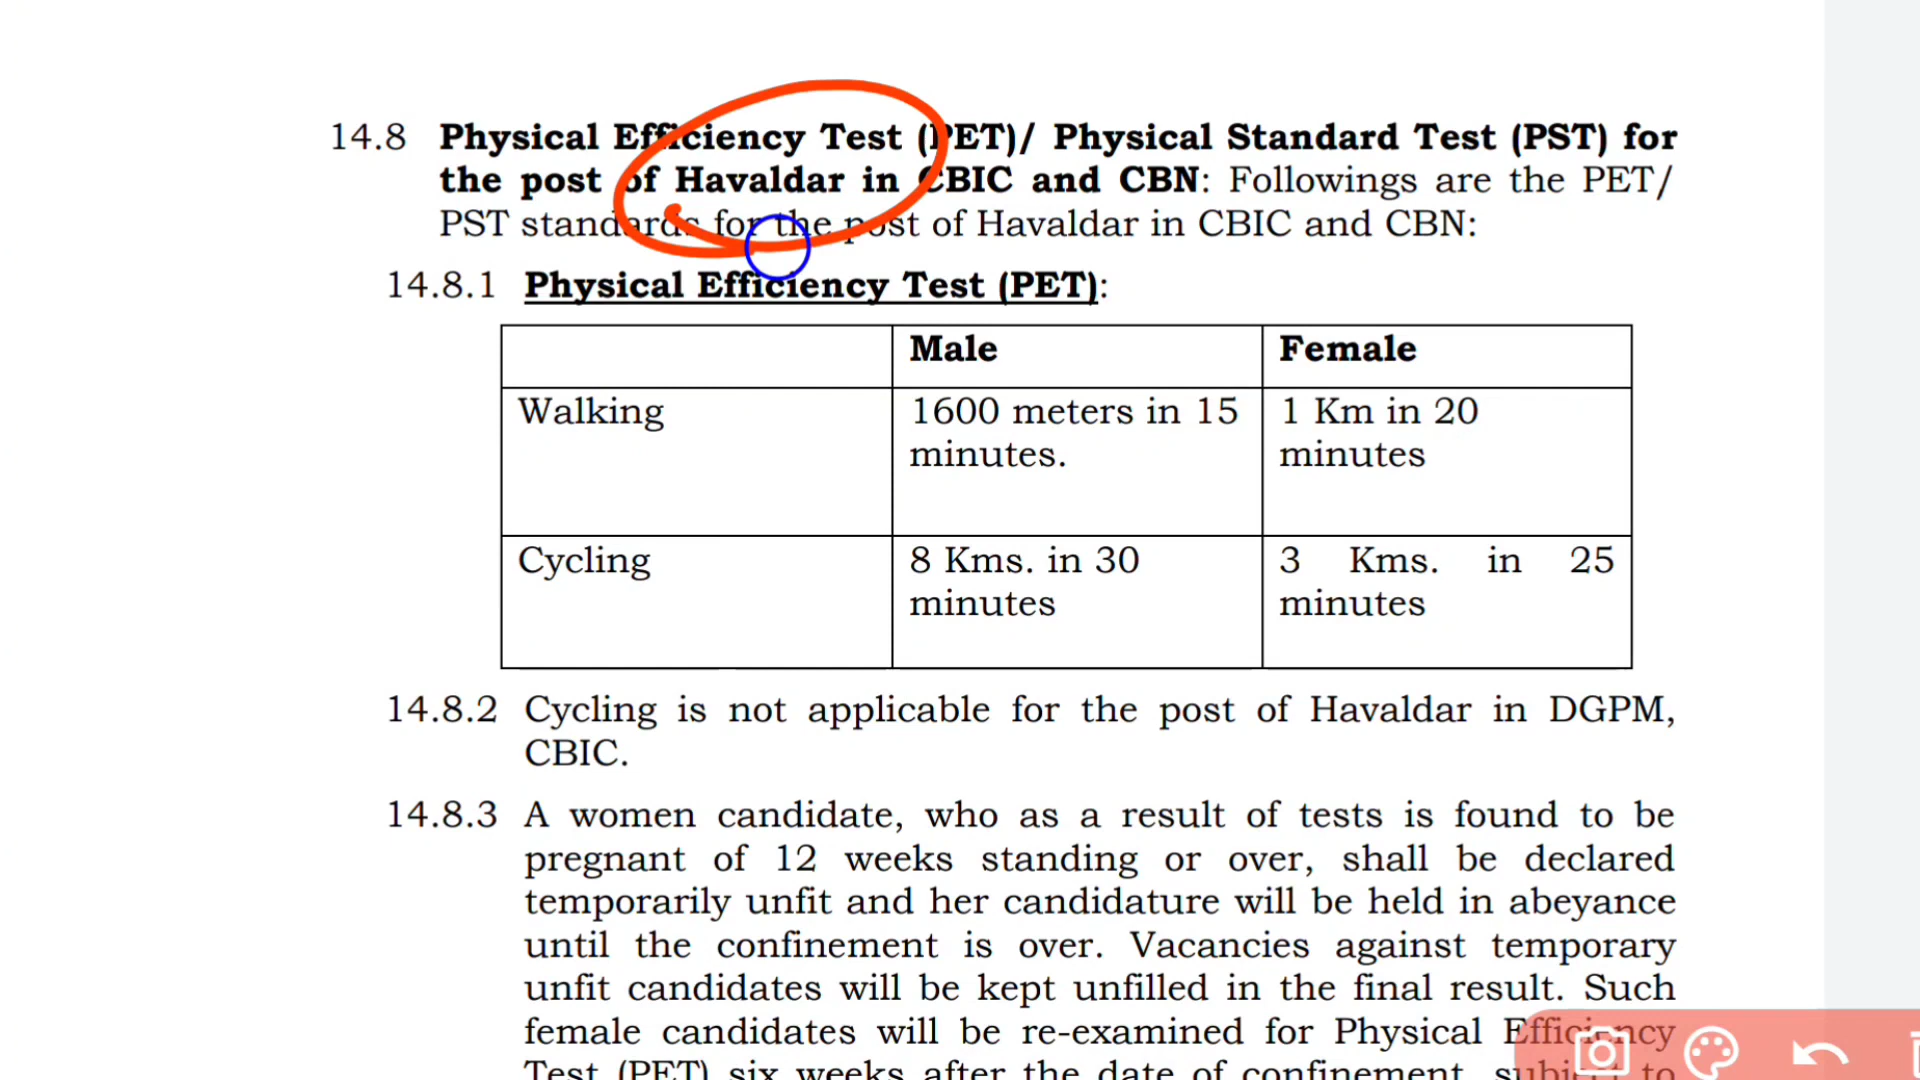 14.8 Physical Efficiency Test (PET)/ Physical Standard Test (PST) for
the post of Havaldar in CBIC and CBN: Followings are the PET/
PST standards for the post of Havaldar in CBIC and CBN:
14.8.1 Physical Efficiency Test (PET):
Male Female
Walking 1600 meters in 15 1 Km in 20
minutes. minutes
Cycling 8 Kms. in 30 3 Kms. in 25
minutes minutes
14.8.2 Cycling is not applicable for the post of Havaldar in DGPM,
CBIC.
14.8.3 A women candidate, who as a result of tests is found to be
pregnant of 12 weeks standing or over, shall be declared
temporarily unfit and her candidature will be held in abeyance
until the confinement is over. Vacancies against temporary
unfit candidates will be kept unfilled in the final result. Such
female candidates will be re-examined for Physical Efficiency
Test (PET) six weeks after the date of confinement, subject to